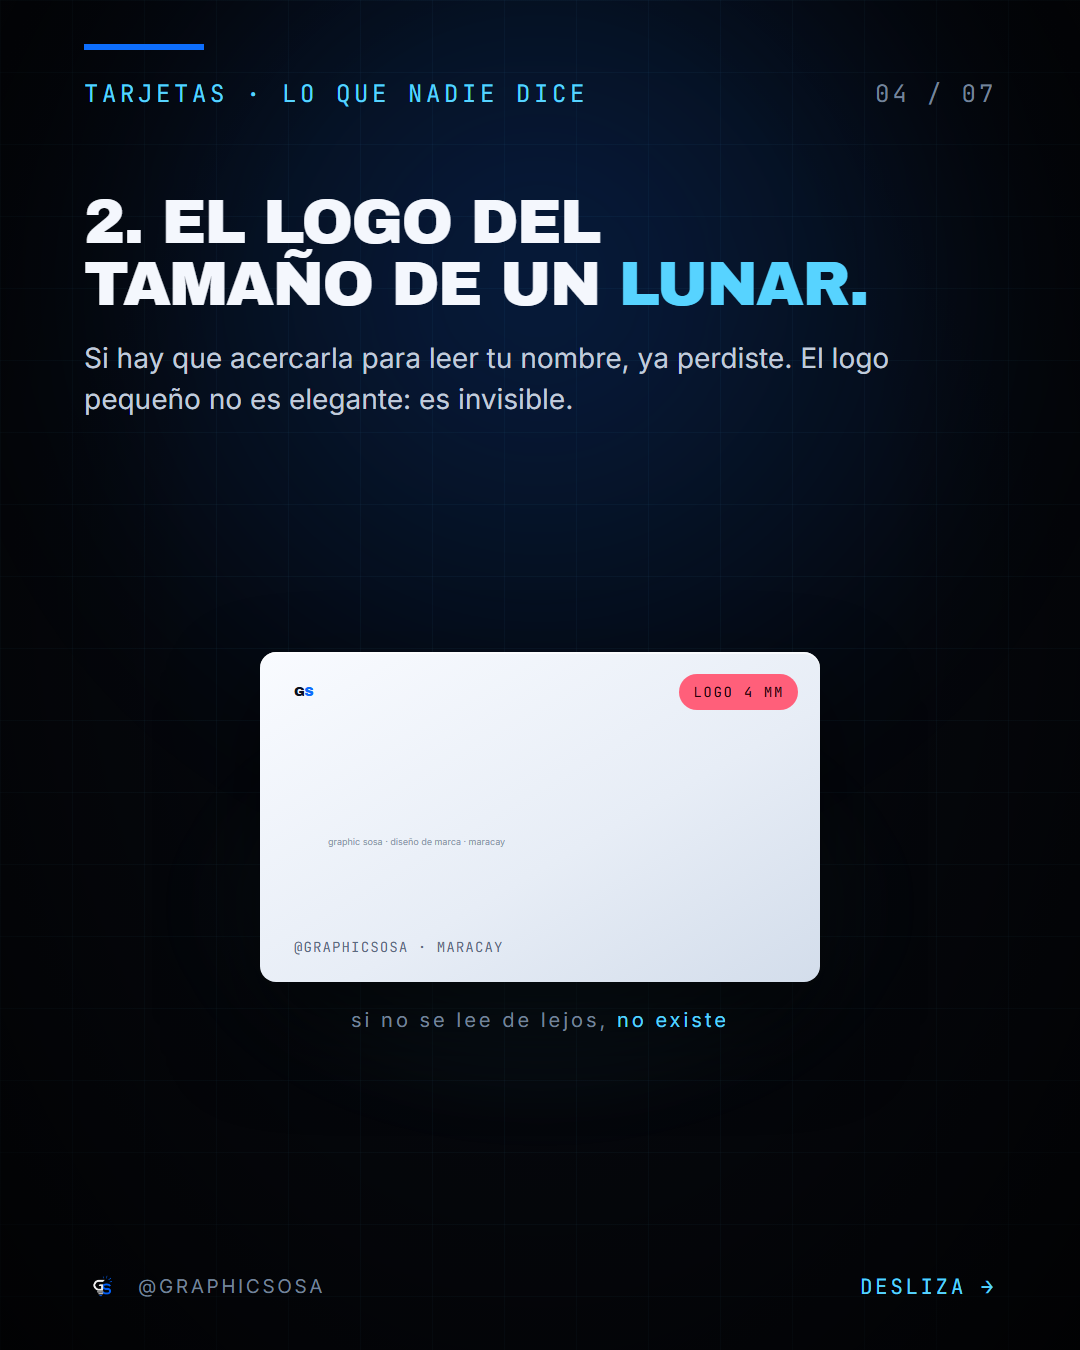 TARJETAS · LO QUE NADIE DICE
04 / 07
2. EL LOGO DEL
TAMAÑO DE UN LUNAR.
Si hay que acercarla para leer tu nombre, ya perdiste. El logo
pequeño no es elegante: es invisible.
GS
LOGO 4 MM
graphic sosa · diseño de marca · maracay
@GRAPHICSOSA · MARACAY
si no se lee de lejos, no existe
GS
@GRAPHICSOSA
DESLIZA →